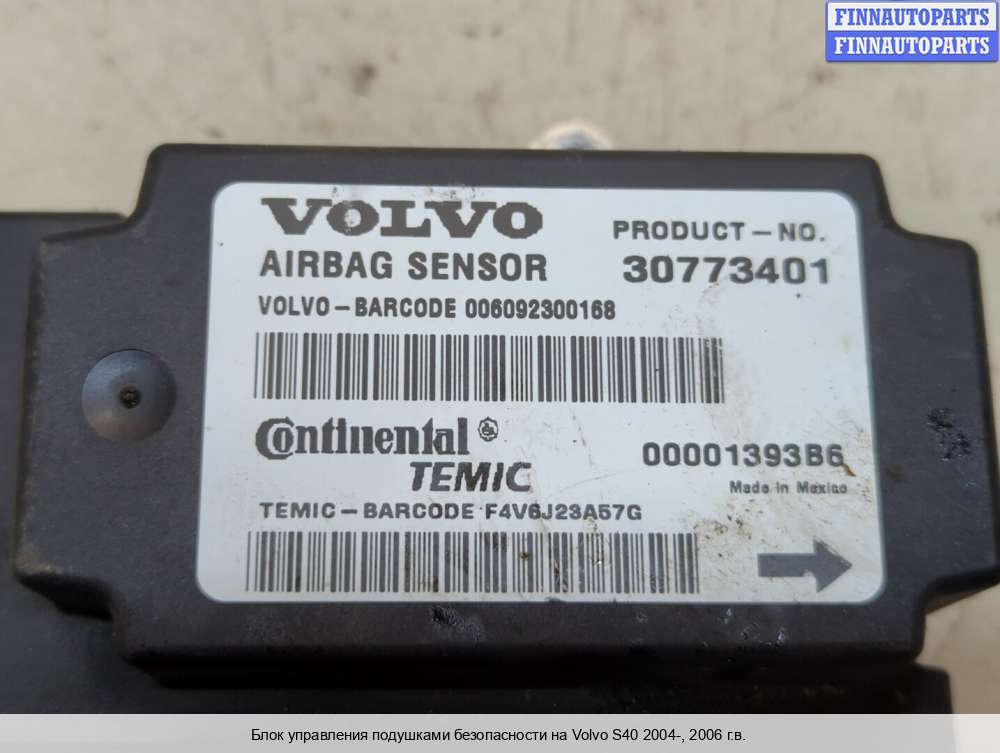 FINNAUTOPARTS
FINNAUTOPARTS
VOLVO
PRODUCT-NO.
AIRBAG SENSOR
30773401
VOLVO-BARCODE 006092300168
Continental
TEMIC
00001393B6
Made in Mexico
TEMIC-BARCODE F4V6J23A57G
Блок управления подушками безопасности на Volvo S40 2004-, 2006 г.в.